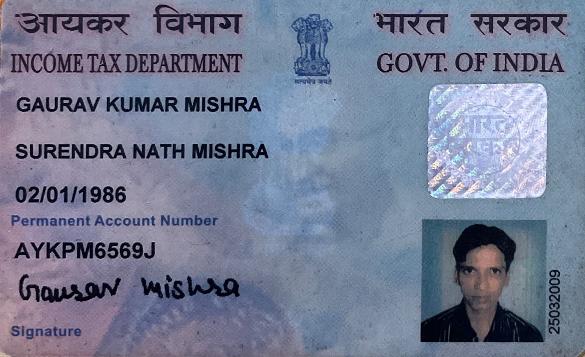 आयकर विभाग
भारत सरकार
INCOME TAX DEPARTMENT
GOVT. OF INDIA
सत्यमेव जयते
GAURAV KUMAR MISHRA
SURENDRA NATH MISHRA
02/01/1986
Permanent Account Number
AYKPM6569J
Gaurav Mishra
Signature
भारत
25032009